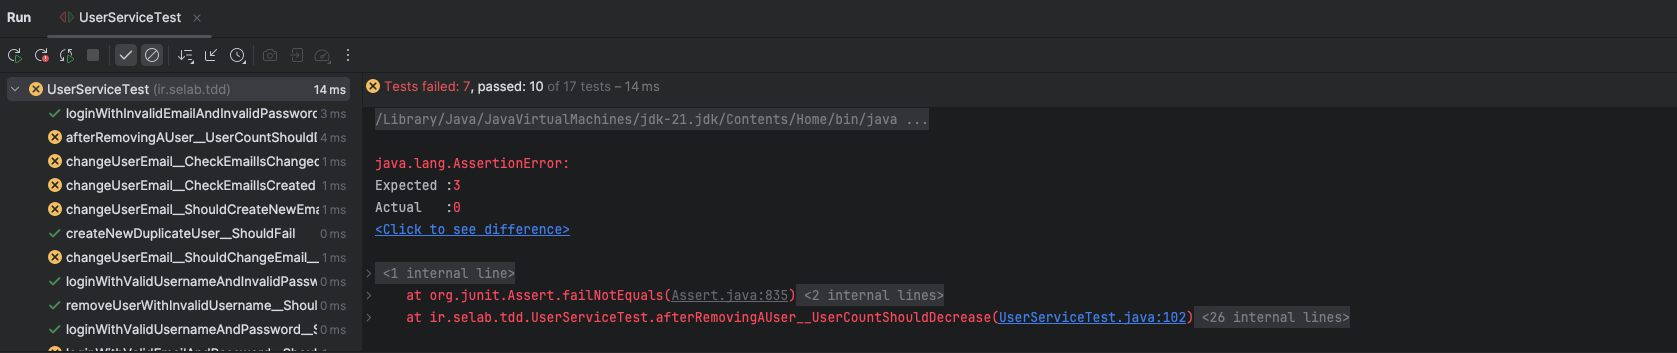 Run UserServiceTest
UserServiceTest (ir.selab.tdd) 14 ms
loginWithInvalidEmailAndInvalidPassword 3 ms
afterRemovingAUser__UserCountShouldD 4 ms
changeUserEmail__CheckEmailIsChanged 1 ms
changeUserEmail__CheckEmailIsCreated 1 ms
changeUserEmail__ShouldCreateNewEma 1 ms
createNewDuplicateUser__ShouldFail 0 ms
changeUserEmail__ShouldChangeEmail__ 1 ms
loginWithValidUsernameAndInvalidPassw 0 ms
removeUserWithInvalidUsername__Shoul 0 ms
loginWithValidUsernameAndPassword__S 0 ms
Tests failed: 7, passed: 10 of 17 tests – 14 ms
/Library/Java/JavaVirtualMachines/jdk-21.jdk/Contents/Home/bin/java ...
java.lang.AssertionError:
Expected :3
Actual :0
<Click to see difference>
<1 internal line>
at org.junit.Assert.failNotEquals(Assert.java:835) <2 internal lines>
at ir.selab.tdd.UserServiceTest.afterRemovingAUser__UserCountShouldDecrease(UserServiceTest.java:102) <26 internal lines>